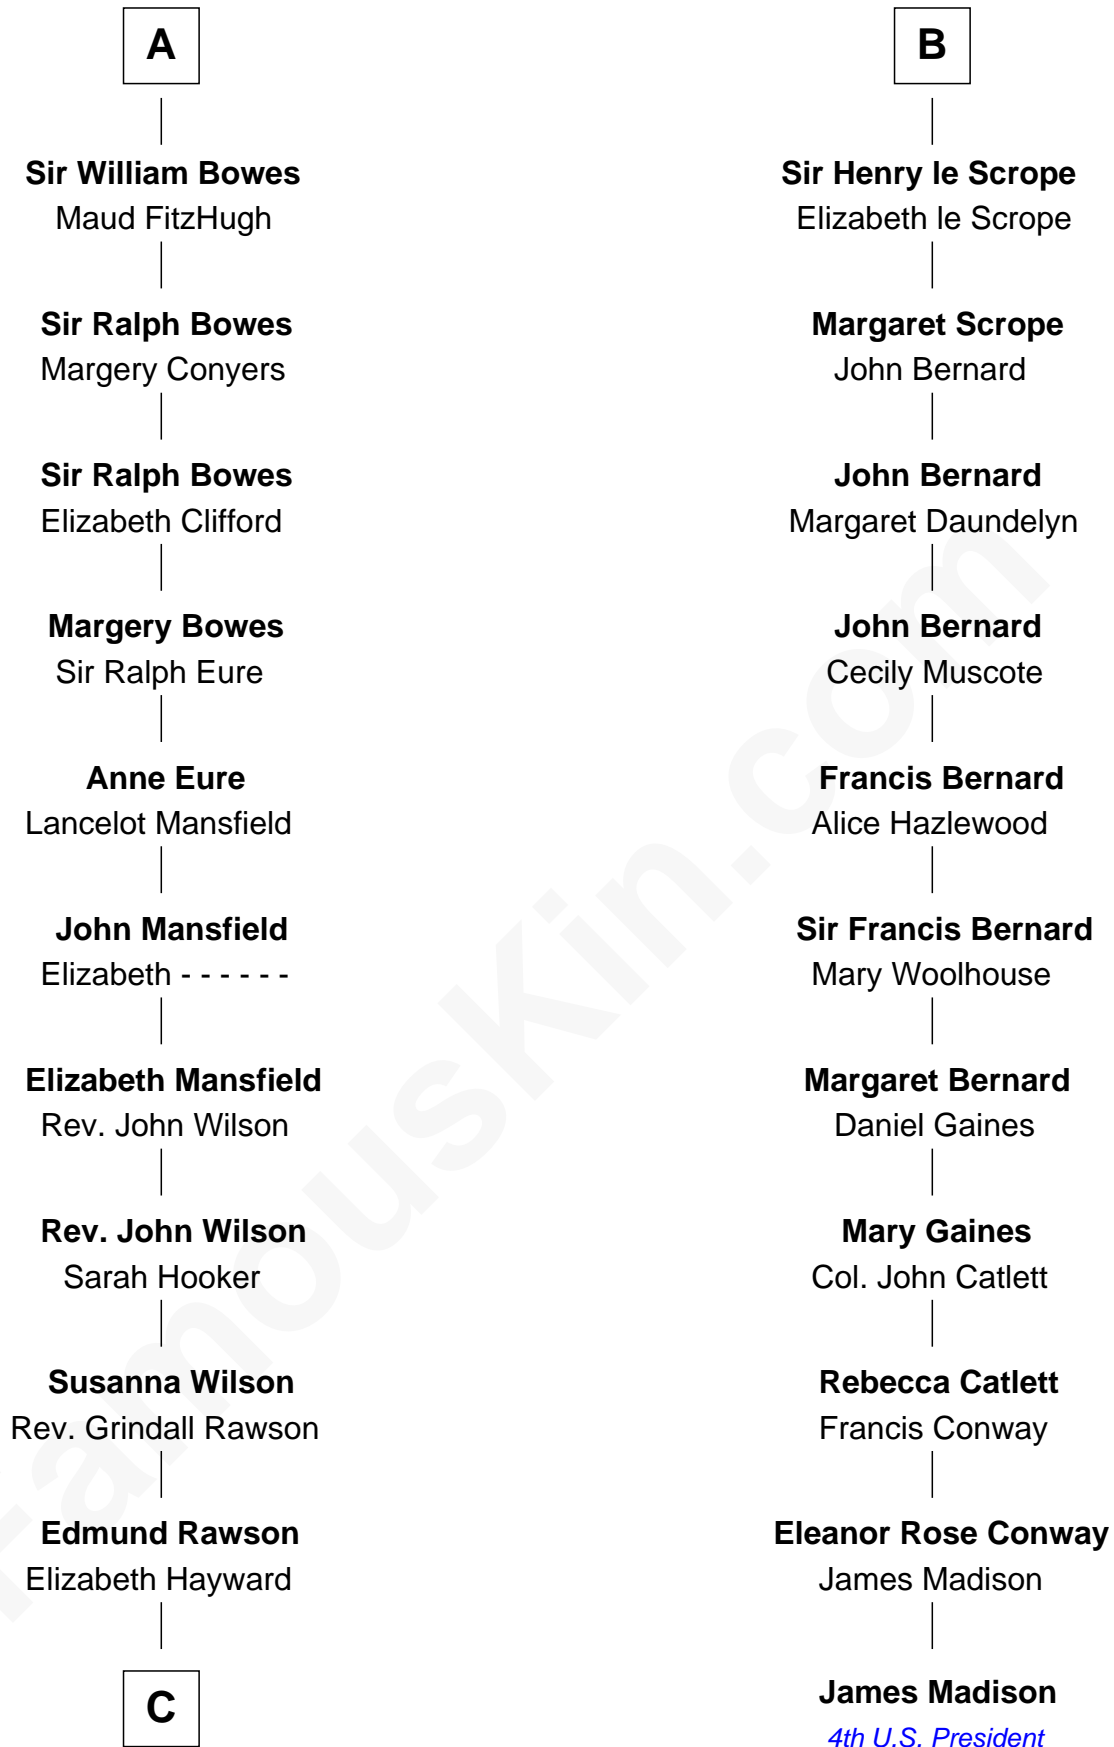 A
Sir William Bowes
Maud FitzHugh
Sir Ralph Bowes
Margery Conyers
Sir Ralph Bowes
Elizabeth Clifford
Margery Bowes
Sir Ralph Eure
Anne Eure
Lancelot Mansfield
John Mansfield
Elizabeth - - - - - -
Elizabeth Mansfield
Rev. John Wilson
Rev. John Wilson
Sarah Hooker
Susanna Wilson
Rev. Grindall Rawson
Edmund Rawson
Elizabeth Hayward
C
B
Sir Henry le Scrope
Elizabeth le Scrope
Margaret Scrope
John Bernard
John Bernard
Margaret Daundelyn
John Bernard
Cecily Muscote
Francis Bernard
Alice Hazlewood
Sir Francis Bernard
Mary Woolhouse
Margaret Bernard
Daniel Gaines
Mary Gaines
Col. John Catlett
Rebecca Catlett
Francis Conway
Eleanor Rose Conway
James Madison
James Madison
4th U.S. President
FamousKin.com